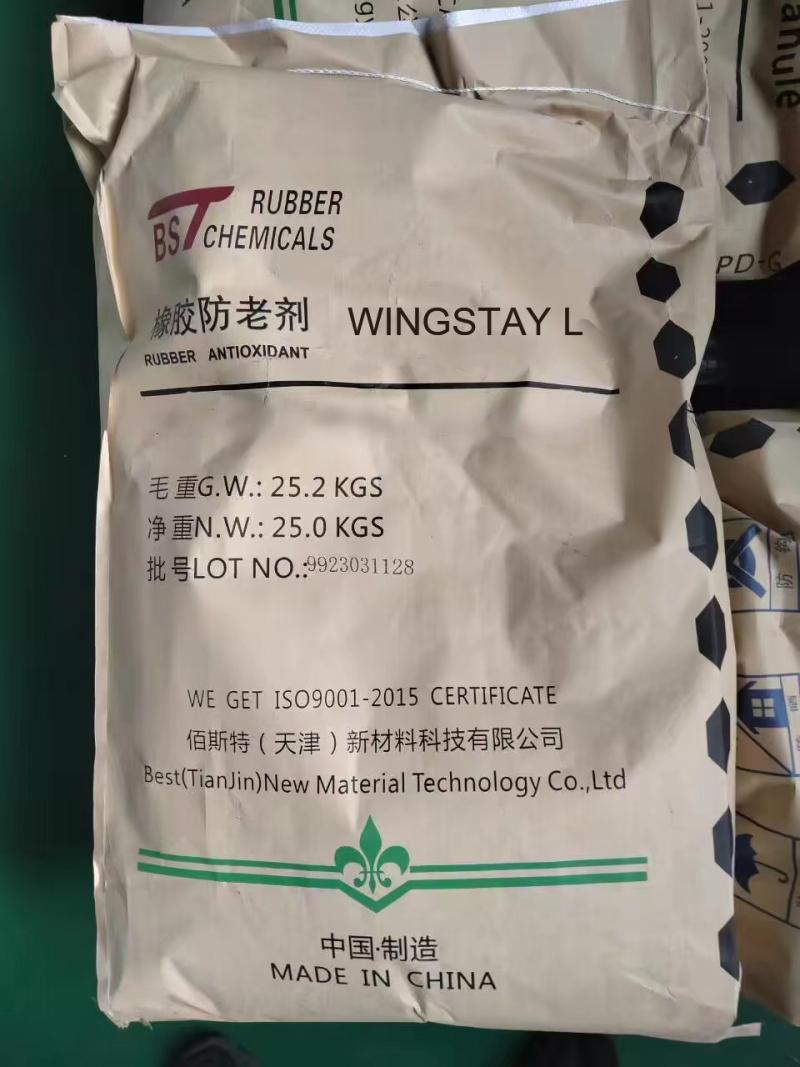 BST RUBBER
CHEMICALS
橡胶防老剂 WINGSTAY L
RUBBER ANTIOXIDANT
毛重G.W.: 25.2 KGS
净重N.W.: 25.0 KGS
批号LOT NO.:9923031128
WE GET ISO9001-2015 CERTIFICATE
佰斯特(天津)新材料科技有限公司
Best(TianJin)New Material Technology Co.,Ltd
中国·制造
MADE IN CHINA
PD-G
防